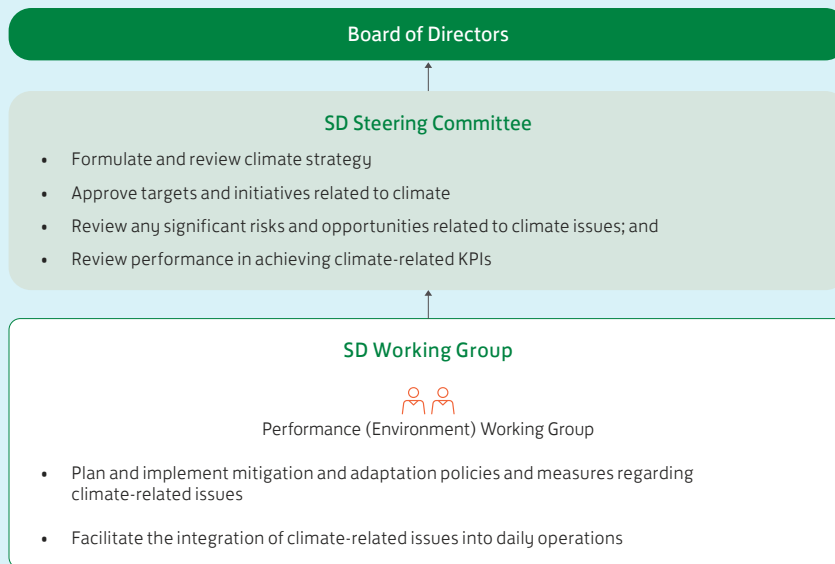 Board of Directors
SD Steering Committee
• Formulate and review climate strategy
• Approve targets and initiatives related to climate
• Review any significant risks and opportunities related to climate issues; and
• Review performance in achieving climate-related KPIs
SD Working Group
Performance (Environment) Working Group
• Plan and implement mitigation and adaptation policies and measures regarding
climate-related issues
• Facilitate the integration of climate-related issues into daily operations